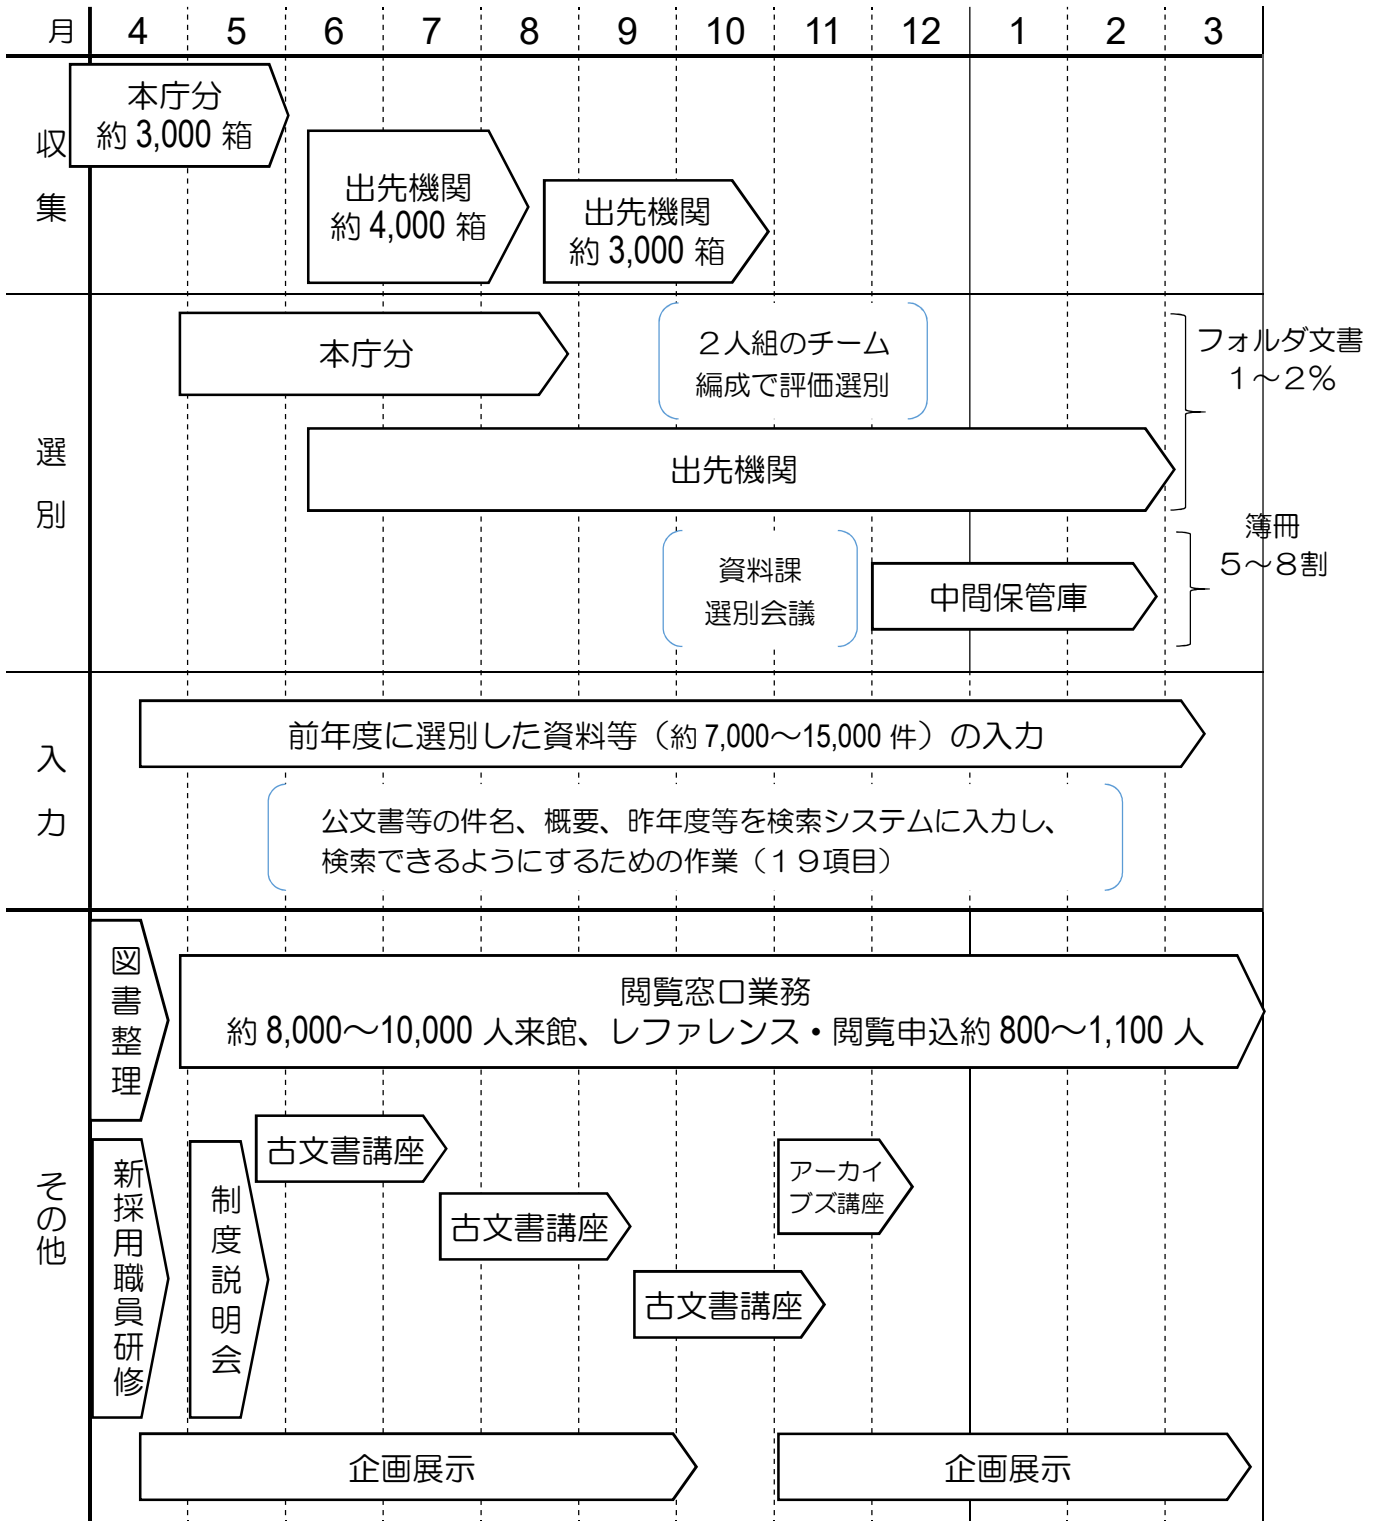 月 4 5 6 7 8 9 10 11 12 1 2 3
収集
本庁分
約 3,000 箱
出先機関
約 4,000 箱
出先機関
約 3,000 箱
選別
本庁分
２人組のチーム
編成で評価選別
フォルダ文書
１～２％
出先機関
資料課
選別会議
中間保管庫
簿冊
５～８割
入力
前年度に選別した資料等（約 7,000～15,000 件）の入力
公文書等の件名、概要、昨年度等を検索システムに入力し、
検索できるようにするための作業（１９項目）
その他
図書整理
閲覧窓口業務
約 8,000～10,000 人来館、レファレンス・閲覧申込約 800～1,100 人
新採用職員研修
制度説明会
古文書講座
古文書講座
古文書講座
アーカイ
ブズ講座
企画展示
企画展示